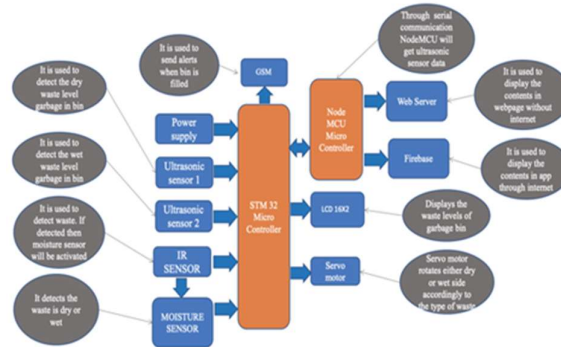 Through serial
communication
NodeMCU will
get ultrasonic
sensor data
It is used to
send alerts
when bin is
filled
GSM
It is used to
detect the dry
waste level
garbage in bin
Power
supply
Node
MCU
Micro
Controller
Web Server
It is used to
display the
contents in
webpage without
internet
It is used to
detect the wet
waste level
garbage in bin
Ultrasonic
sensor 1
Firebase
It is used to
display the
contents in app
through internet
Ultrasonic
sensor 2
STM 32
Micro
Controller
LCD 16X2
Displays the
waste levels of
garbage bin
It is used to
detect waste. If
detected then
moisture sensor
will be activated
IR
SENSOR
Servo
motor
Servo motor
rotates either dry
or wet side
accordingly to
the type of waste
It detects the
waste is dry or
wet
MOISTURE
SENSOR